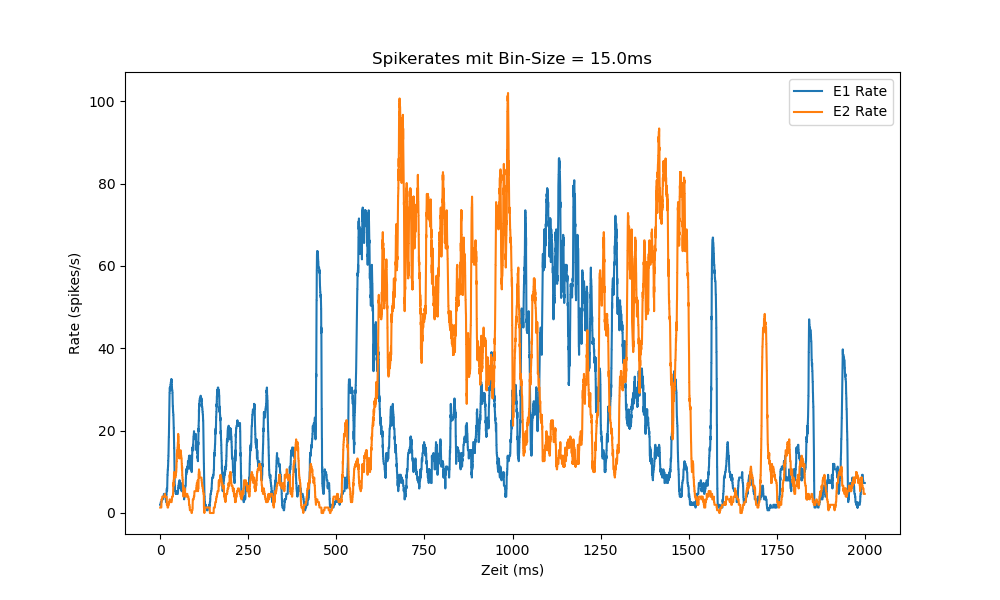 Spikerates mit Bin-Size = 15.0ms
E1 Rate
E2 Rate
100
80
60
40
20
0
Rate (spikes/s)
0 250 500 750 1000 1250 1500 1750 2000
Zeit (ms)